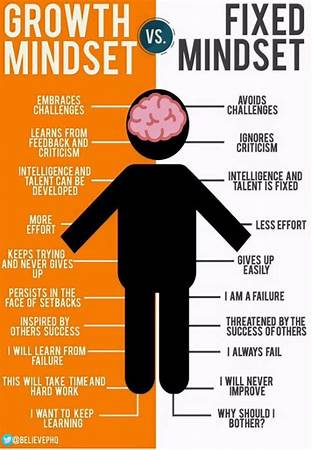 GROWTH
MINDSET
VS.
FIXED
MINDSET
EMBRACES
CHALLENGES
LEARNS FROM
FEEDBACK AND
CRITICISM
INTELLIGENCE AND
TALENT CAN BE
DEVELOPED
MORE
EFFORT
KEEPS TRYING
AND NEVER GIVES
UP
PERSISTS IN THE
FACE OF SETBACKS
INSPIRED BY
OTHERS SUCCESS
I WILL LEARN FROM
FAILURE
THIS WILL TAKE TIME AND
HARD WORK
I WANT TO KEEP
LEARNING
AVOIDS
CHALLENGES
IGNORES
CRITICISM
INTELLIGENCE AND
TALENT IS FIXED
LESS EFFORT
GIVES UP
EASILY
I AM A FAILURE
THREATENED BY THE
SUCCESS OF OTHERS
I ALWAYS FAIL
I WILL NEVER
IMPROVE
WHY SHOULD I
BOTHER?
@BELIEVEPHQ